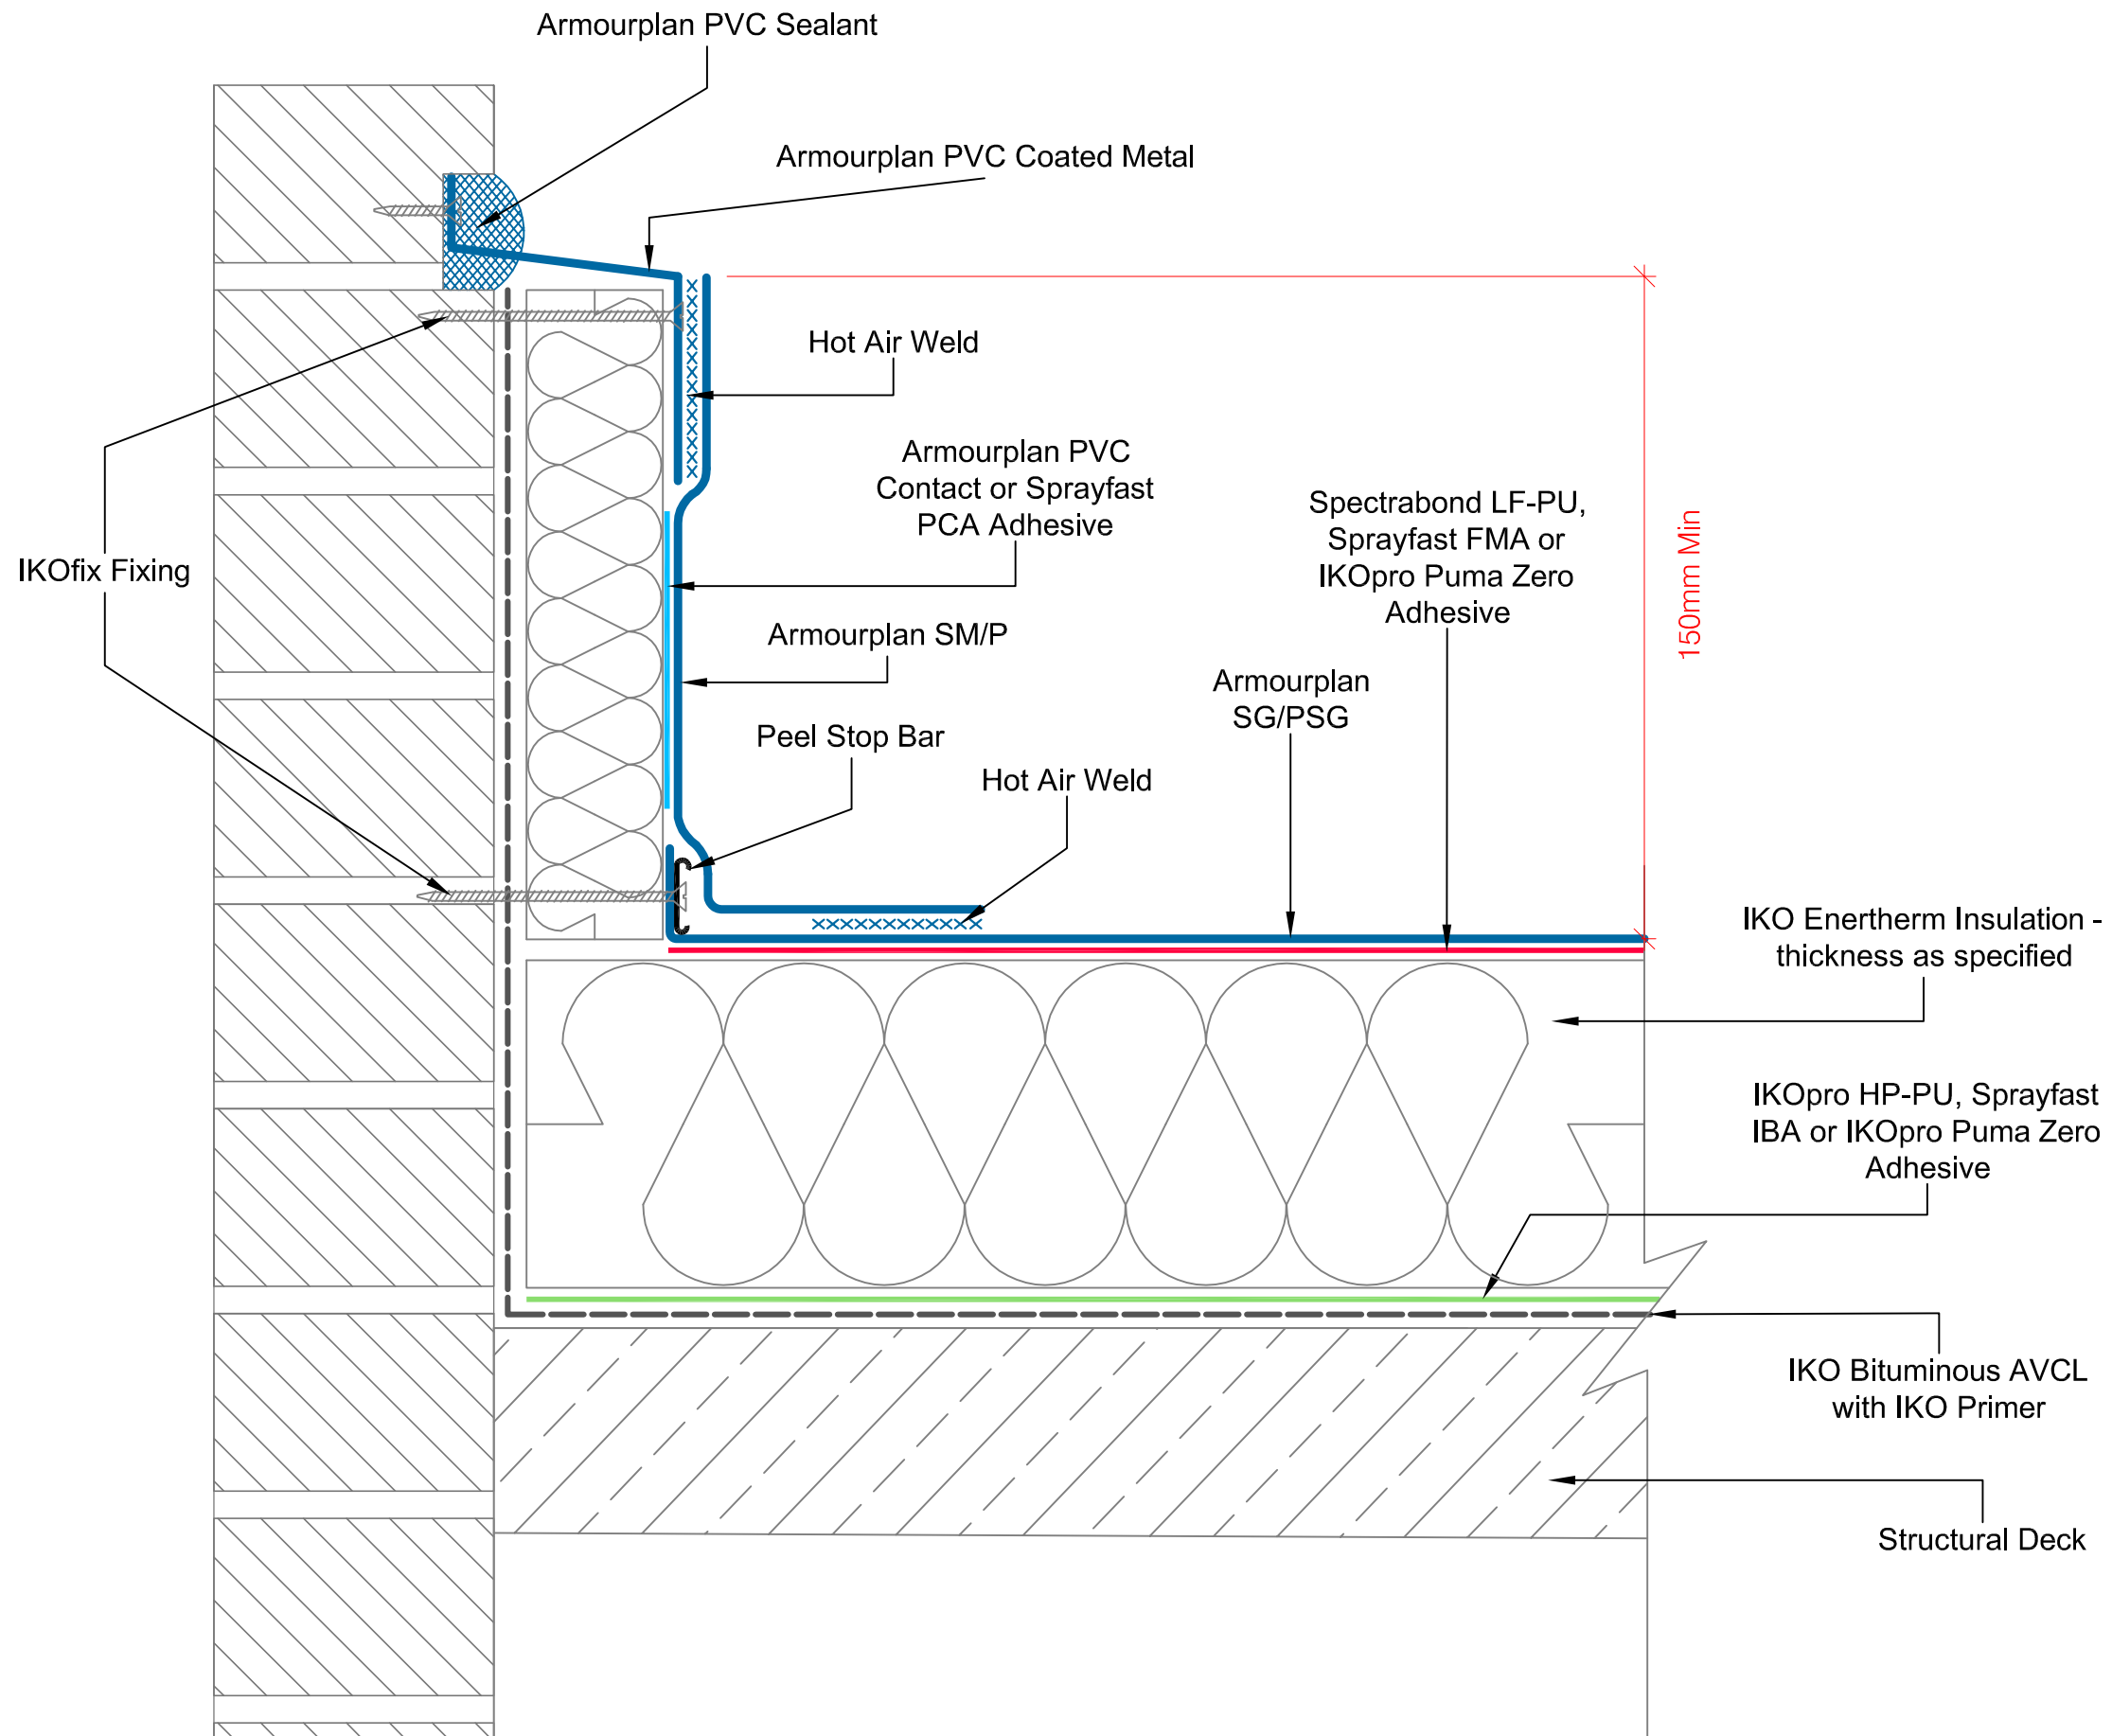 Armourplan PVC Sealant
Armourplan PVC Coated Metal
Hot Air Weld
Armourplan PVC
Contact or Sprayfast
PCA Adhesive
Spectrabond LF-PU,
Sprayfast FMA or
IKOpro Puma Zero
Adhesive
150mm Min
IKOfix Fixing
Armourplan SM/P
Armourplan
SG/PSG
Peel Stop Bar
Hot Air Weld
IKO Enertherm Insulation -
thickness as specified
IKOpro HP-PU, Sprayfast
IBA or IKOpro Puma Zero
Adhesive
IKO Bituminous AVCL
with IKO Primer
Structural Deck